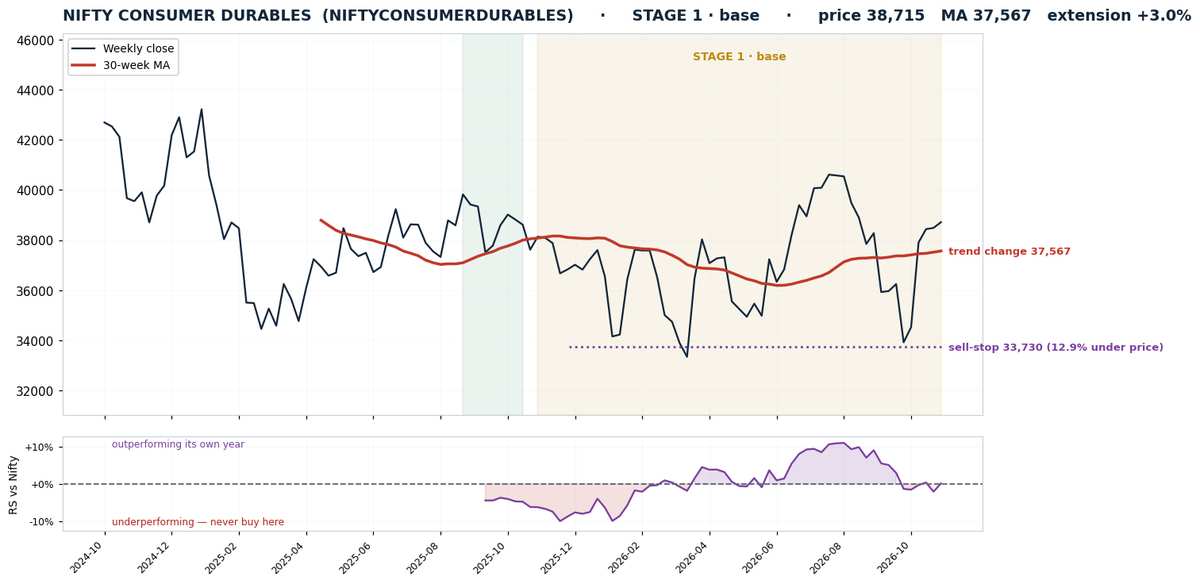 NIFTY CONSUMER DURABLES (NIFTYCONSUMERDURABLES) · STAGE 1 · base · price 38,715 MA 37,567 extension +3.0%
46000
44000
42000
40000
38000
36000
34000
32000
Weekly close
30-week MA
STAGE 1 · base
trend change 37,567
sell-stop 33,730 (12.9% under price)
RS vs Nifty
+10%
+0%
-10%
outperforming its own year
underperforming — never buy here
2024-10
2024-12
2025-02
2025-04
2025-06
2025-08
2025-10
2025-12
2026-02
2026-04
2026-06
2026-08
2026-10